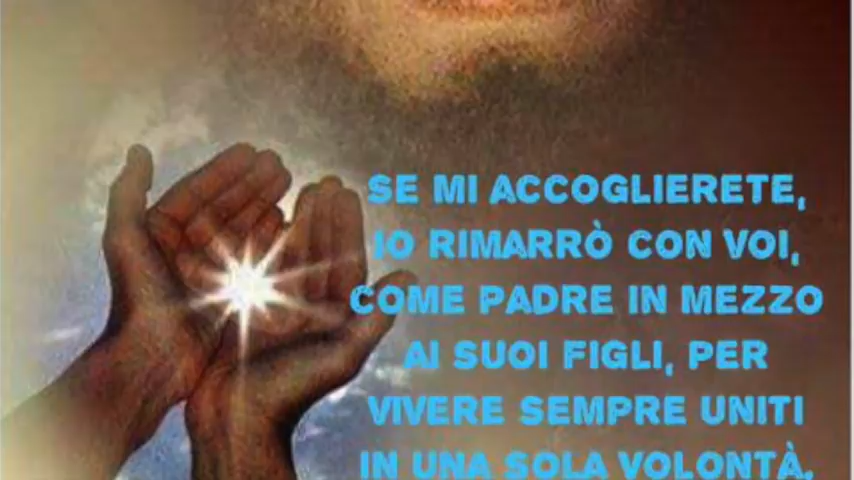 SE MI ACCOGLIERETE,
IO RIMARRÒ CON VOI,
COME PADRE IN MEZZO
AI SUOI FIGLI, PER
VIVERE SEMPRE UNITI
IN UNA SOLA VOLONTÀ.